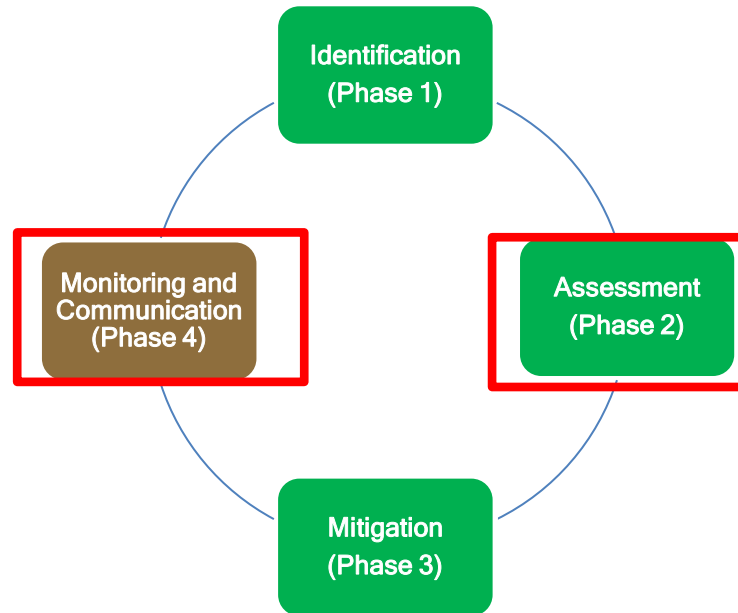 Identification
(Phase 1)
Monitoring and
Communication
(Phase 4)
Assessment
(Phase 2)
Mitigation
(Phase 3)